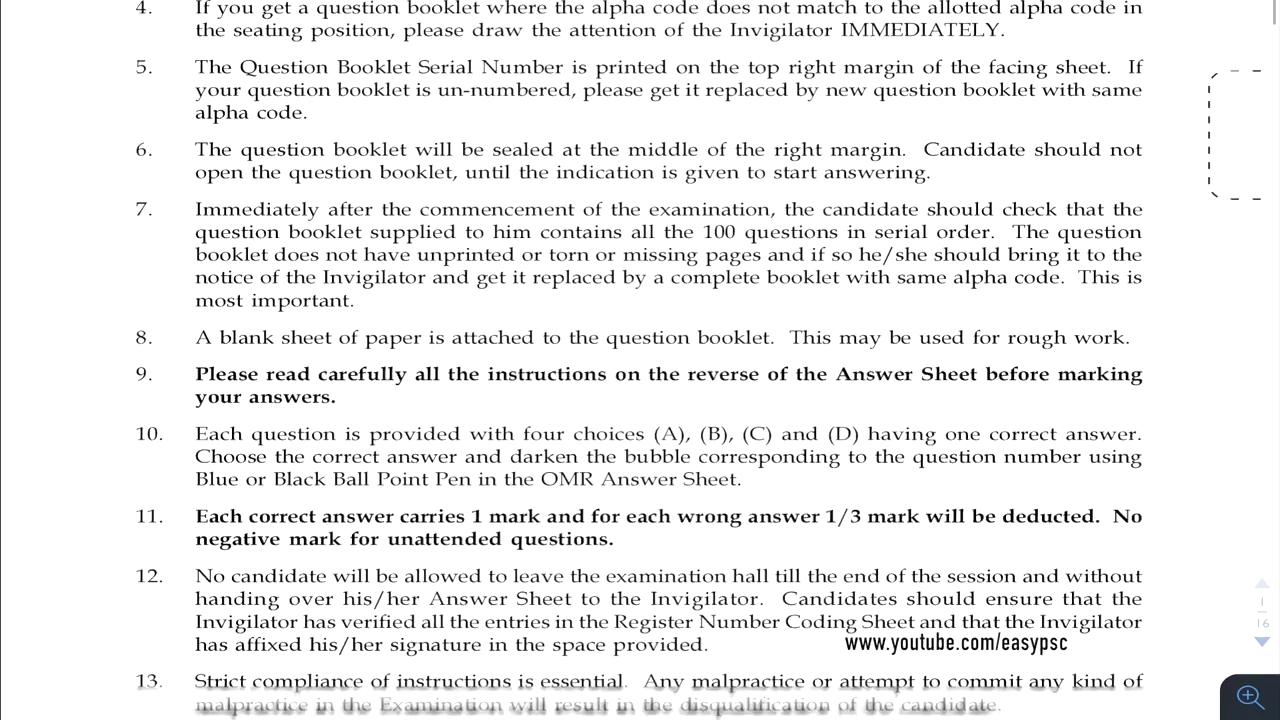 4. If you get a question booklet where the alpha code does not match to the allotted alpha code in
the seating position, please draw the attention of the Invigilator IMMEDIATELY.
5. The Question Booklet Serial Number is printed on the top right margin of the facing sheet. If
your question booklet is un-numbered, please get it replaced by new question booklet with same
alpha code.
6. The question booklet will be sealed at the middle of the right margin. Candidate should not
open the question booklet, until the indication is given to start answering.
7. Immediately after the commencement of the examination, the candidate should check that the
question booklet supplied to him contains all the 100 questions in serial order. The question
booklet does not have unprinted or torn or missing pages and if so he/she should bring it to the
notice of the Invigilator and get it replaced by a complete booklet with same alpha code. This is
most important.
8. A blank sheet of paper is attached to the question booklet. This may be used for rough work.
9. Please read carefully all the instructions on the reverse of the Answer Sheet before marking
your answers.
10. Each question is provided with four choices (A), (B), (C) and (D) having one correct answer.
Choose the correct answer and darken the bubble corresponding to the question number using
Blue or Black Ball Point Pen in the OMR Answer Sheet.
11. Each correct answer carries 1 mark and for each wrong answer 1/3 mark will be deducted. No
negative mark for unattended questions.
12. No candidate will be allowed to leave the examination hall till the end of the session and without
handing over his/her Answer Sheet to the Invigilator. Candidates should ensure that the
Invigilator has verified all the entries in the Register Number Coding Sheet and that the Invigilator
has affixed his/her signature in the space provided.
www.youtube.com/easypsc
13. Strict compliance of instructions is essential. Any malpractice or attempt to commit any kind of
malpractice in the Examination will result in the disqualification of the candidate.
1
16